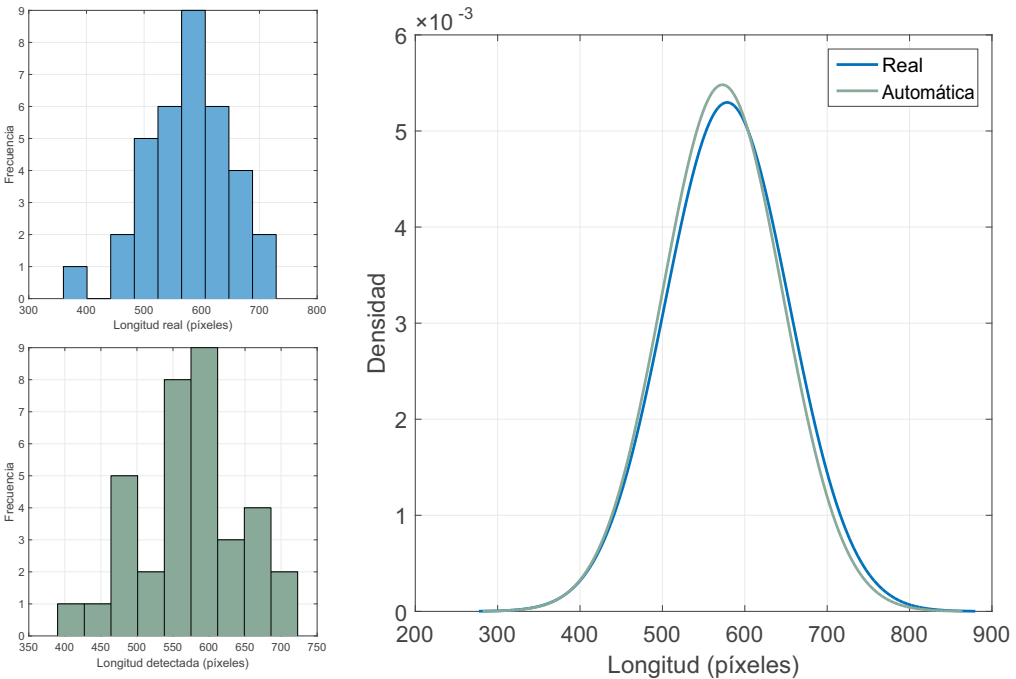 9
8
7
6
5
4
3
2
1
0
300 400 500 600 700 800
Frecuencia
Longitud real (píxeles)
9
8
7
6
5
4
3
2
1
0
350 400 450 500 550 600 650 700 750
Frecuencia
Longitud detectada (píxeles)
×10 -3
6
5
4
3
2
1
0
200 300 400 500 600 700 800 900
Densidad
Longitud (píxeles)
Real
Automática